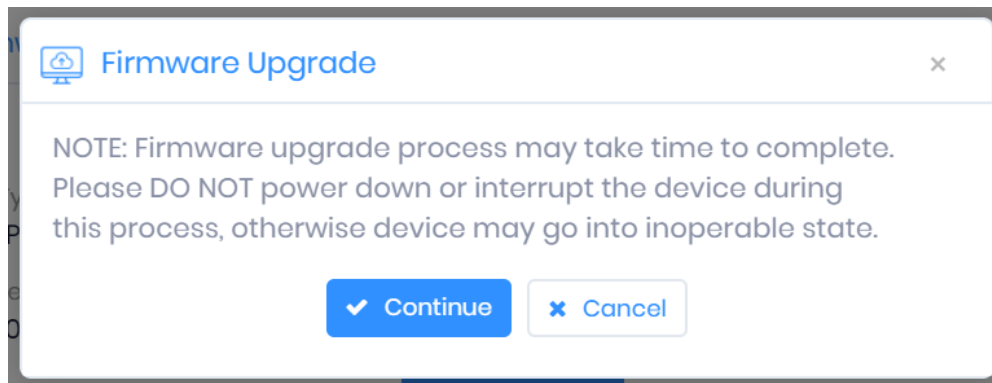 Firmware Upgrade
NOTE: Firmware upgrade process may take time to complete.
Please DO NOT power down or interrupt the device during
this process, otherwise device may go into inoperable state.
Continue
Cancel